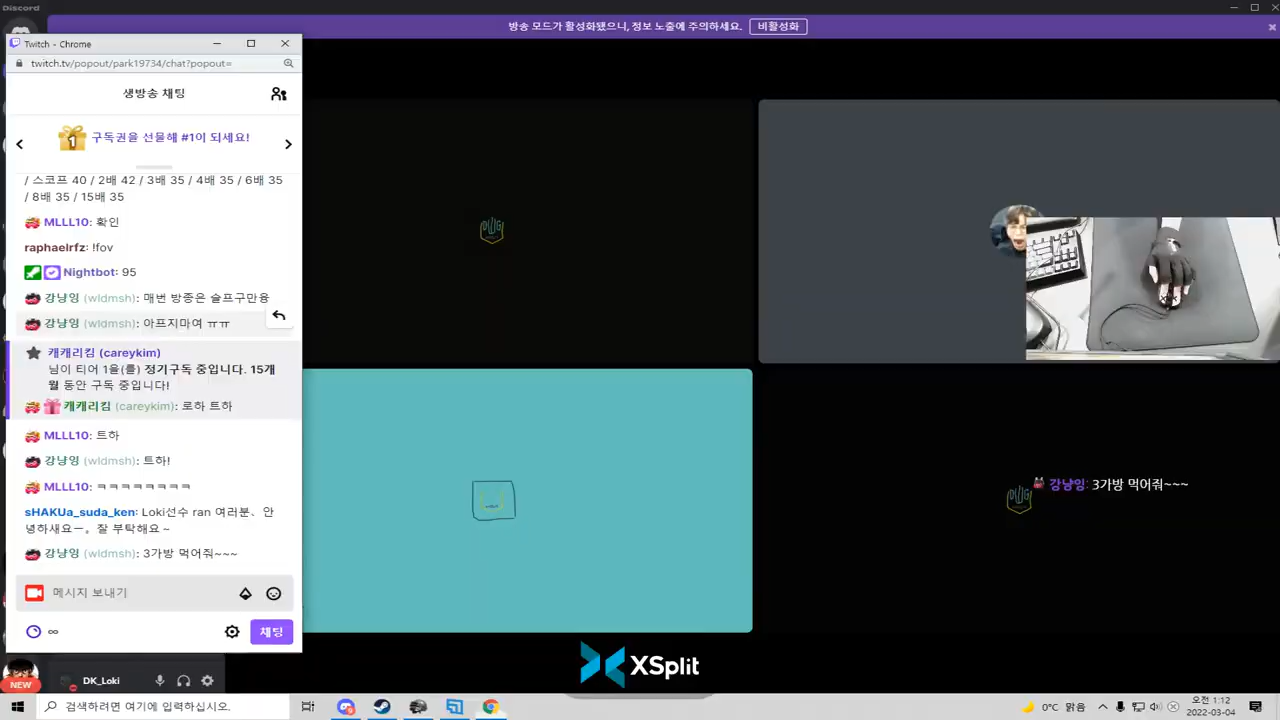 Discord
방송 모드가 활성화됐으니, 정보 노출에 주의하세요.
비활성화
Twitch - Chrome
twitch.tv/popout/park19734/chat?popout=
생방송 채팅
1
구독권을 선물해 #1이 되세요!
/ 스코프 40 / 2배 42 / 3배 35 / 4배 35 / 6배 35
/ 8배 35 / 15배 35
MLLL10: 확인
raphaelrfz: !fov
Nightbot: 95
강냥잉 (wldmsh): 매번 방종은 슬프구만용
강냥잉 (wldmsh): 아프지마여 ㅠㅠ
캐캐리킴 (careykim)
님이 티어 1을(를) 정기구독 중입니다. 15개
월 동안 구독 중입니다!
캐캐리킴 (careykim): 로하 트하
MLLL10: 트하
강냥잉 (wldmsh): 트하!
MLLL10: ㅋㅋㅋㅋㅋㅋㅋㅋ
sHAKUa_suda_ken: Loki선수 ran 여러분、안
녕하새요ー。잘 부탁해요~
강냥잉 (wldmsh): 3가방 먹어줘~~~
메시지 보내기
∞
채팅
강냥잉: 3가방 먹어줘~~~
XSplit
NEW
DK_Loki
검색하려면 여기에 입력하십시오.
0°C 맑음
오전 1:12
2022-03-04